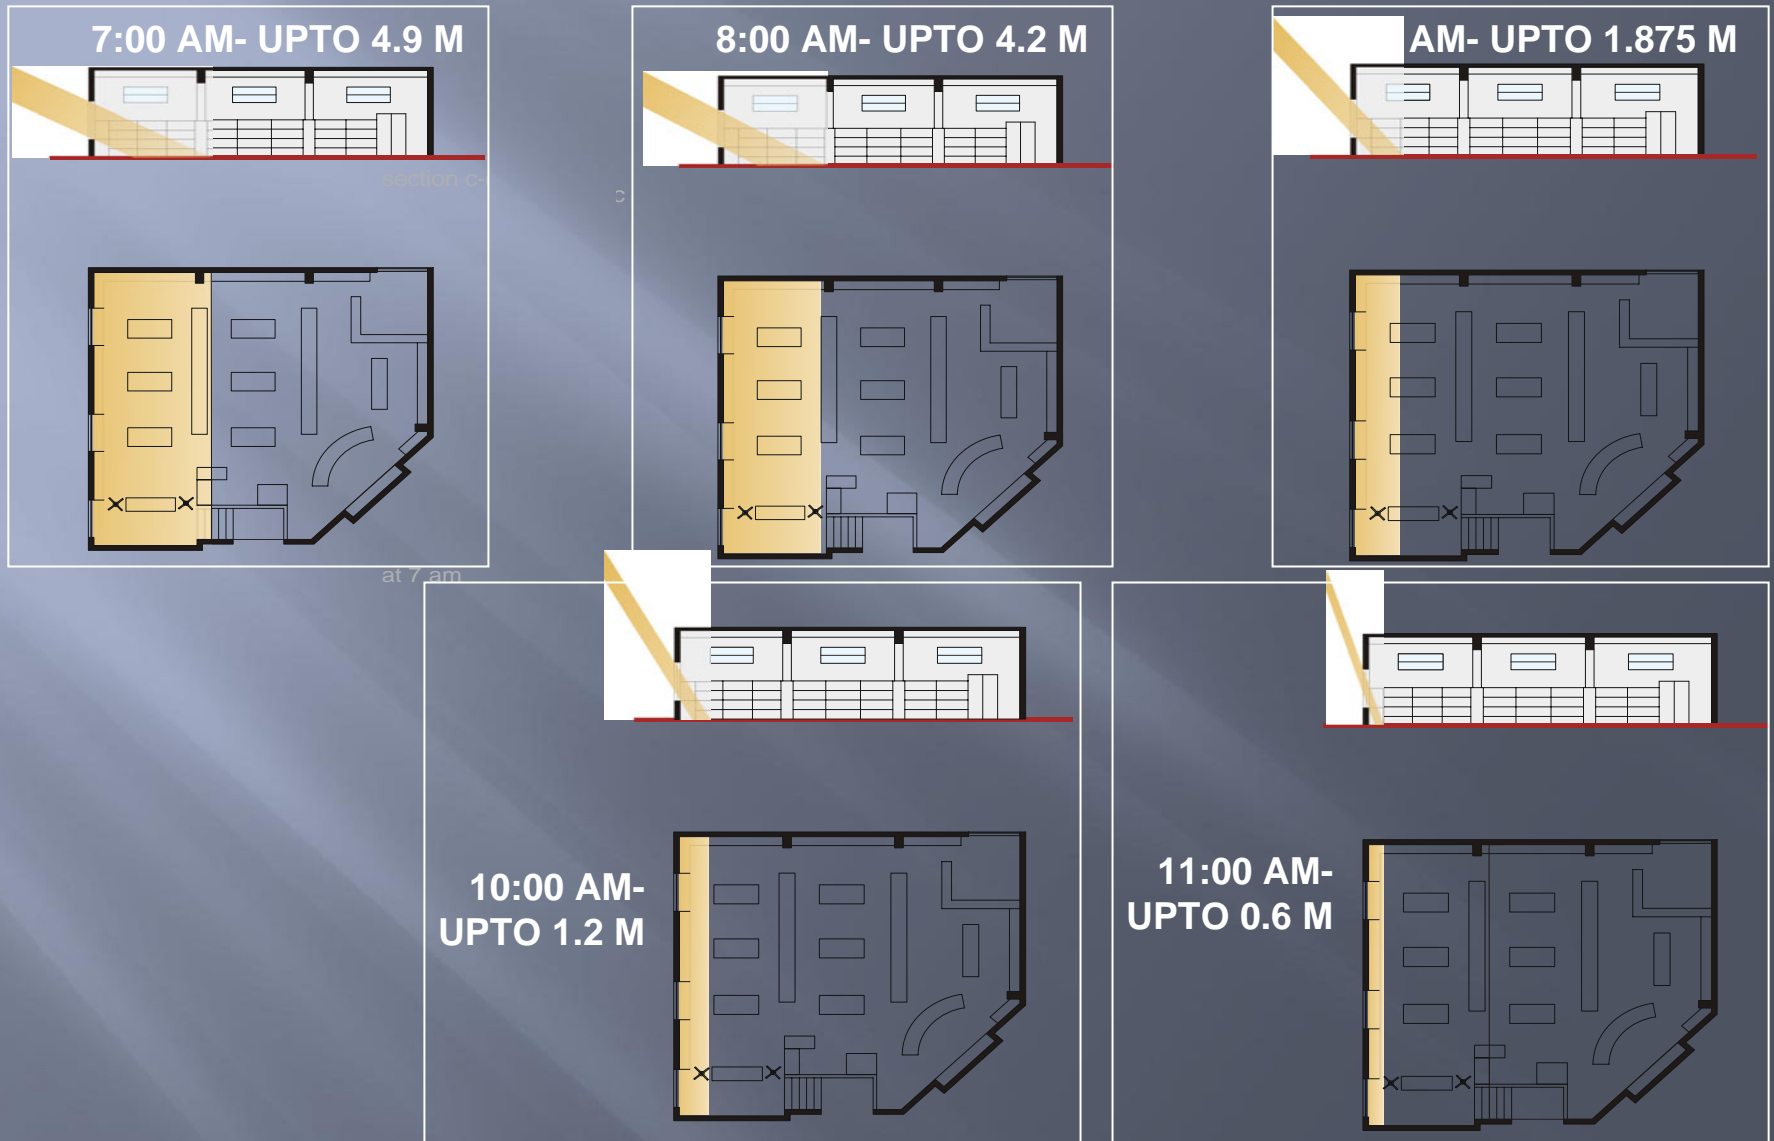 7:00 AM- UPTO 4.9 M
8:00 AM- UPTO 4.2 M
AM- UPTO 1.875 M
section c-
c
at 7 am
10:00 AM-
UPTO 1.2 M
11:00 AM-
UPTO 0.6 M